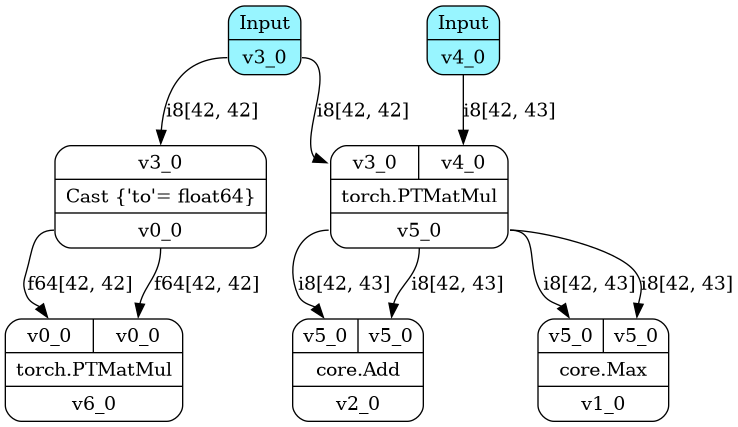 Input
v3_0
Input
v4_0
i8[42, 42]
i8[42, 42]
i8[42, 43]
v3_0
Cast {'to'= float64}
v0_0
v3_0 v4_0
torch.PTMatMul
v5_0
f64[42, 42]
f64[42, 42]
i8[42, 43]
i8[42, 43]
i8[42, 43]
i8[42, 43]
v0_0 v0_0
torch.PTMatMul
v6_0
v5_0 v5_0
core.Add
v2_0
v5_0 v5_0
core.Max
v1_0